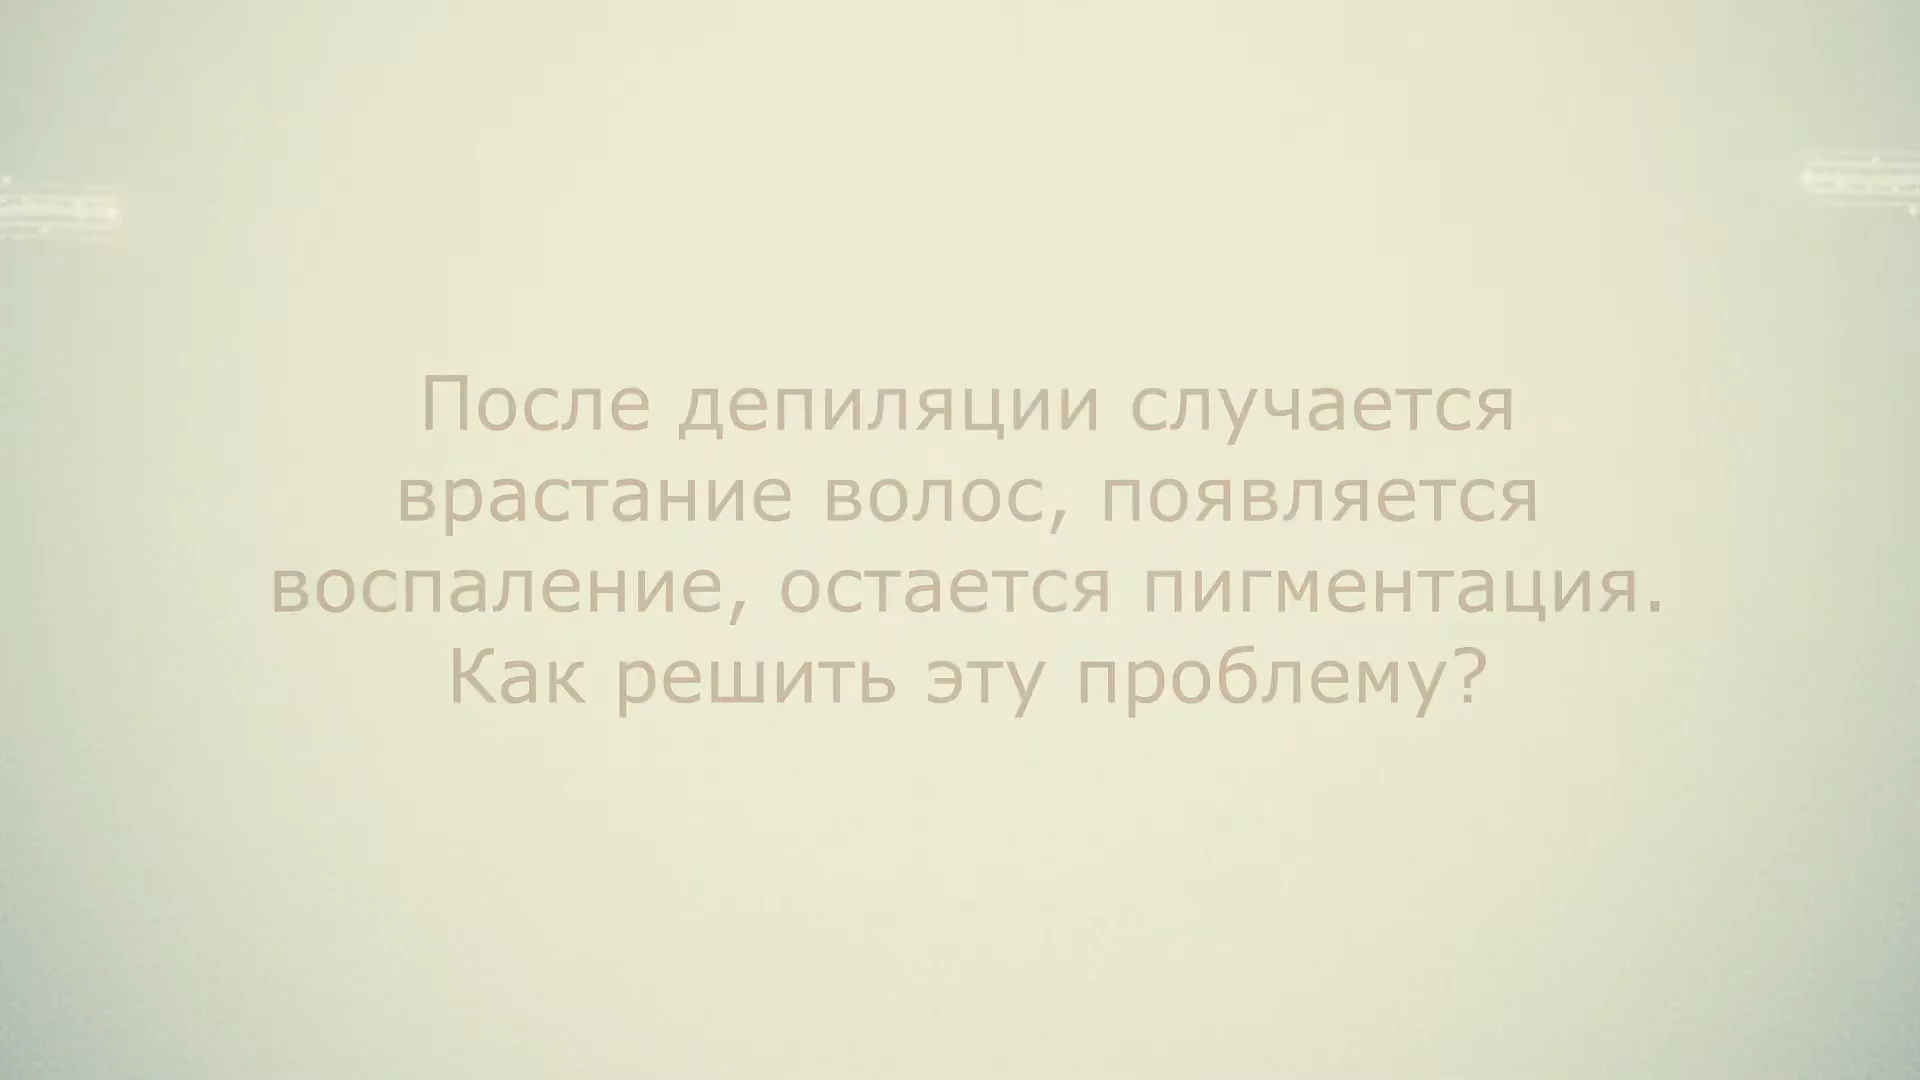 После депиляции случается
врастание волос, появляется
воспаление, остается пигментация.
Как решить эту проблему?